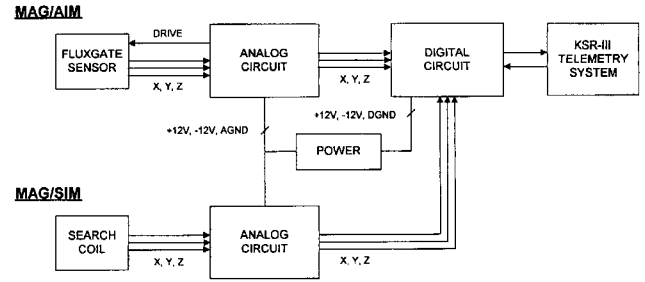 MAG/AIM
DRIVE
FLUXGATE
SENSOR
X, Y, Z
ANALOG
CIRCUIT
X, Y, Z
DIGITAL
CIRCUIT
KSR-III
TELEMETRY
SYSTEM
+12V, -12V, AGND
+12V, -12V, DGND
POWER
MAG/SIM
SEARCH
COIL
X, Y, Z
ANALOG
CIRCUIT
X, Y, Z